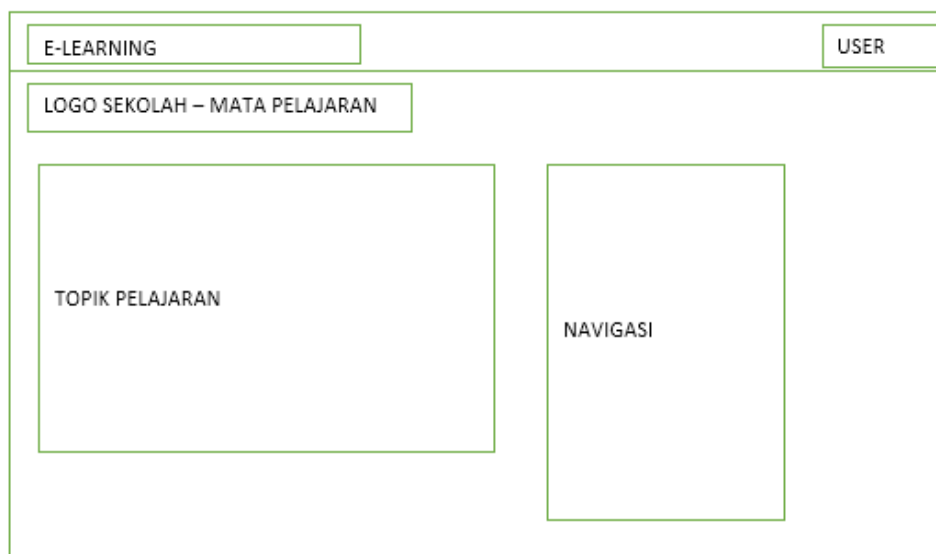 E-LEARNING
USER
LOGO SEKOLAH – MATA PELAJARAN
TOPIK PELAJARAN
NAVIGASI